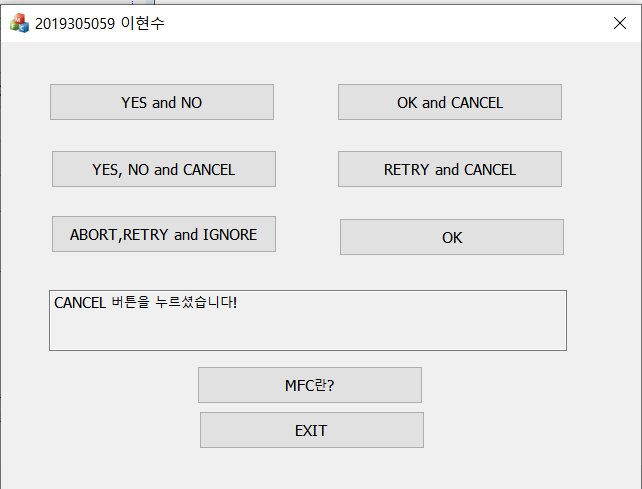 2019305059 이현수
YES and NO
OK and CANCEL
YES, NO and CANCEL
RETRY and CANCEL
ABORT,RETRY and IGNORE
OK
CANCEL 버튼을 누르셨습니다!
MFC란?
EXIT